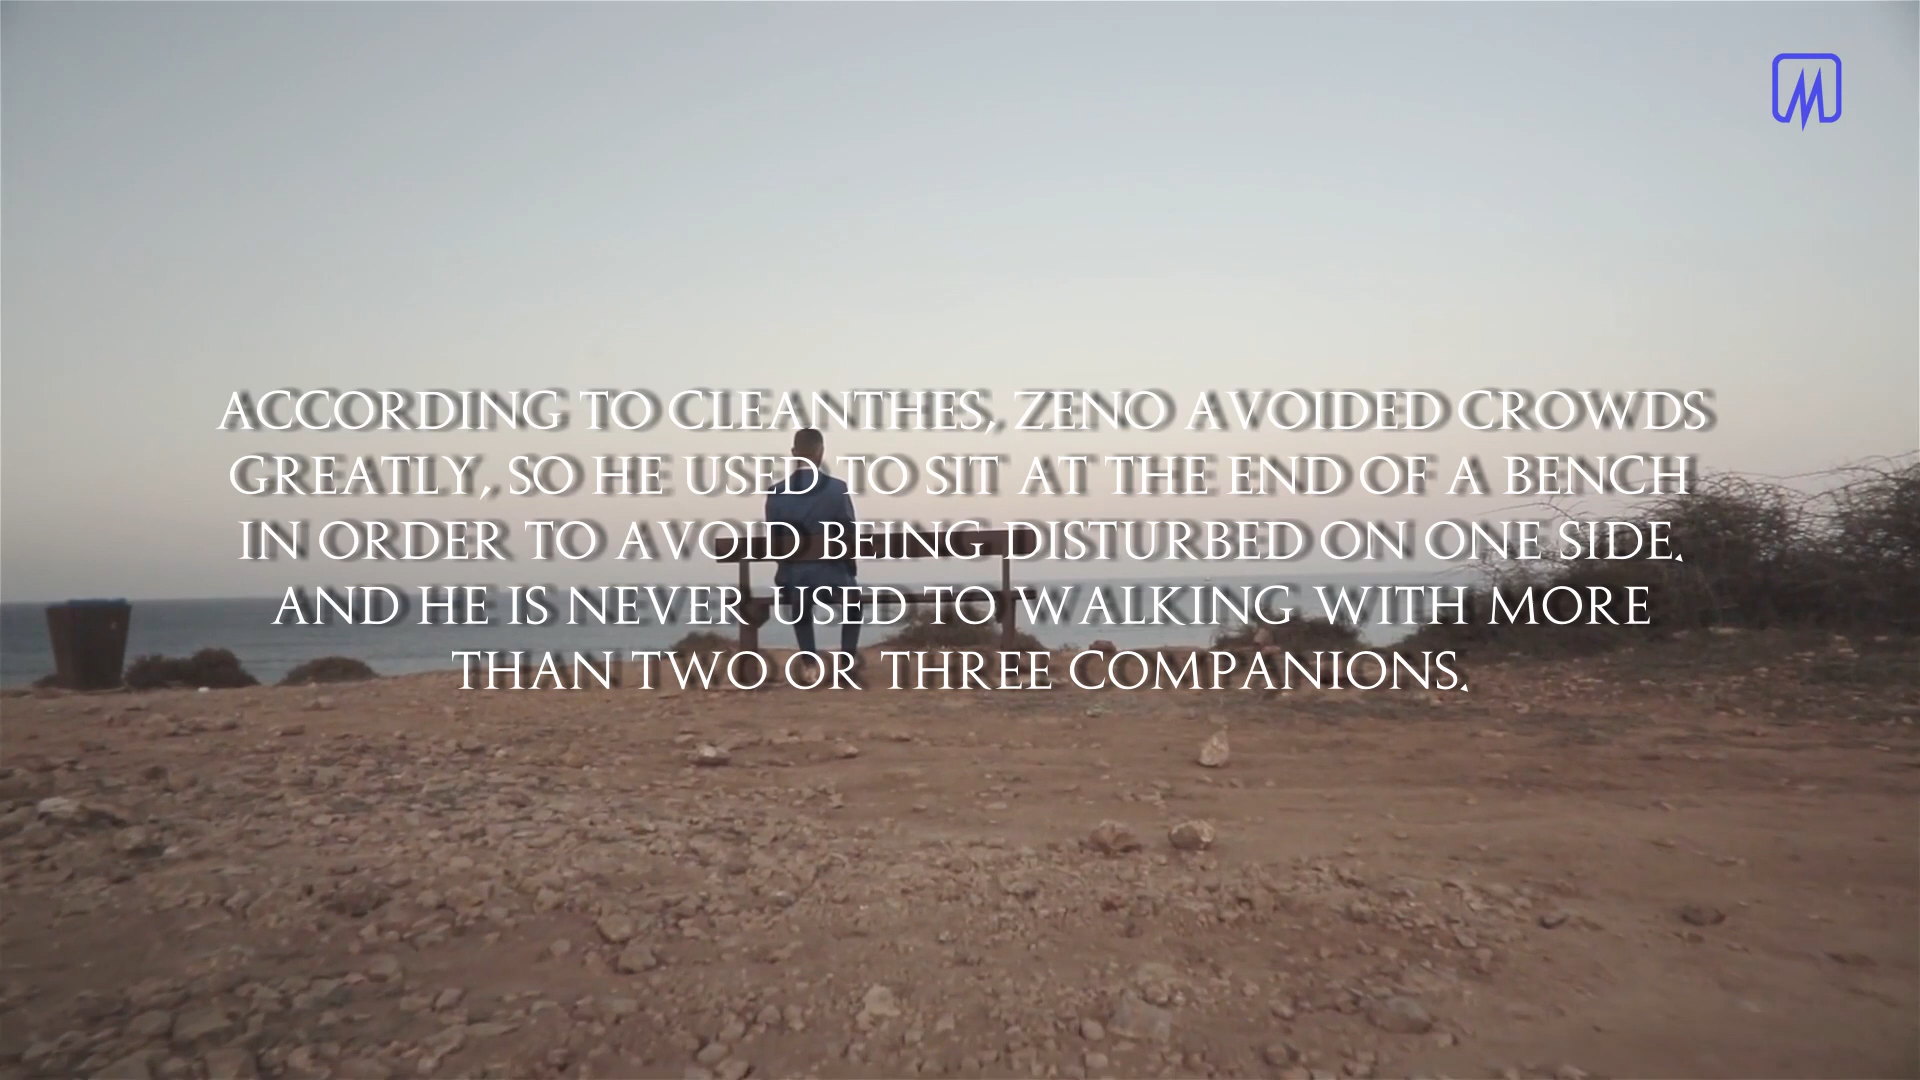 ACCORDING TO CLEANTHES, ZENO AVOIDED CROWDS
GREATLY, SO HE USED TO SIT AT THE END OF A BENCH
IN ORDER TO AVOID BEING DISTURBED ON ONE SIDE.
AND HE IS NEVER USED TO WALKING WITH MORE
THAN TWO OR THREE COMPANIONS.